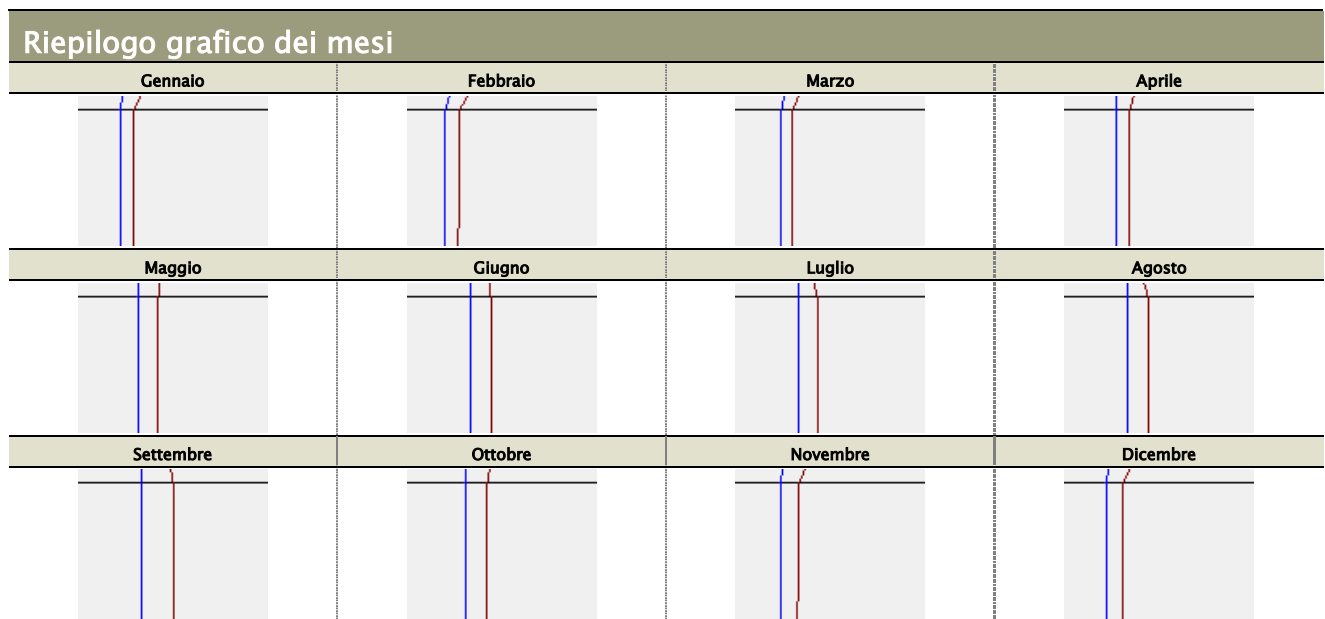 Riepilogo grafico dei mesi
Gennaio Febbraio Marzo Aprile
Maggio Giugno Luglio Agosto
Settembre Ottobre Novembre Dicembre